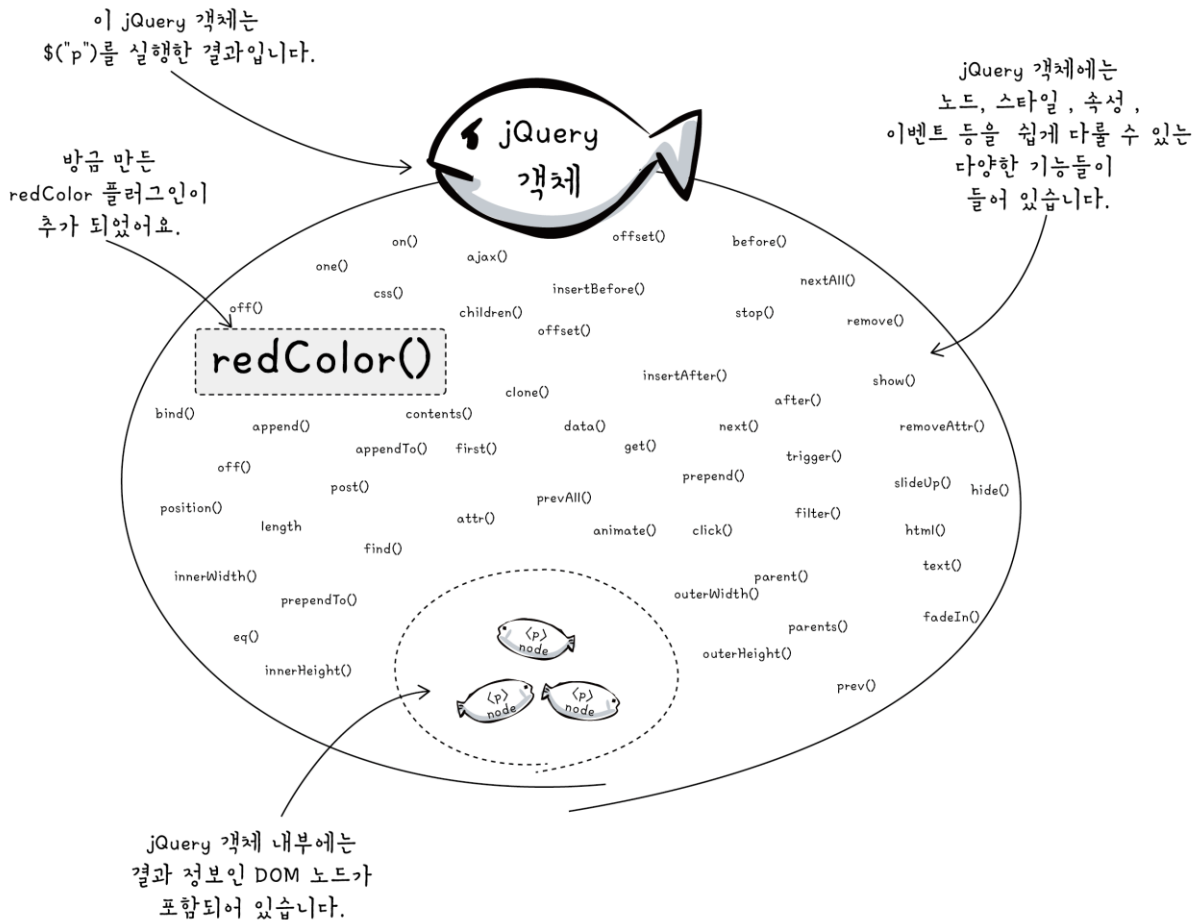 이 jQuery 객체는
$("p")를 실행한 결과입니다.
jQuery 객체에는
노드, 스타일 , 속성 ,
이벤트 등을 쉽게 다룰 수 있는
다양한 기능들이
들어 있습니다.
방금 만든
redColor 플러그인이
추가 되었어요.
jQuery
객체
on()
offset()
before()
one()
ajax()
nextAll()
css()
insertBefore()
off()
children()
stop()
remove()
offset()
redColor()
insertAfter()
show()
clone()
after()
bind()
append()
contents()
data()
next()
removeAttr()
appendTo()
first()
get()
trigger()
off()
prepend()
post()
slideUp()
hide()
prevAll()
position()
length
attr()
filter()
animate()
click()
html()
find()
innerWidth()
parent()
text()
prependTo()
outerWidth()
fadeIn()
eq()
<p>
node
parents()
innerHeight()
outerHeight()
prev()
<p>
node
<p>
node
jQuery 객체 내부에는
결과 정보인 DOM 노드가
포함되어 있습니다.